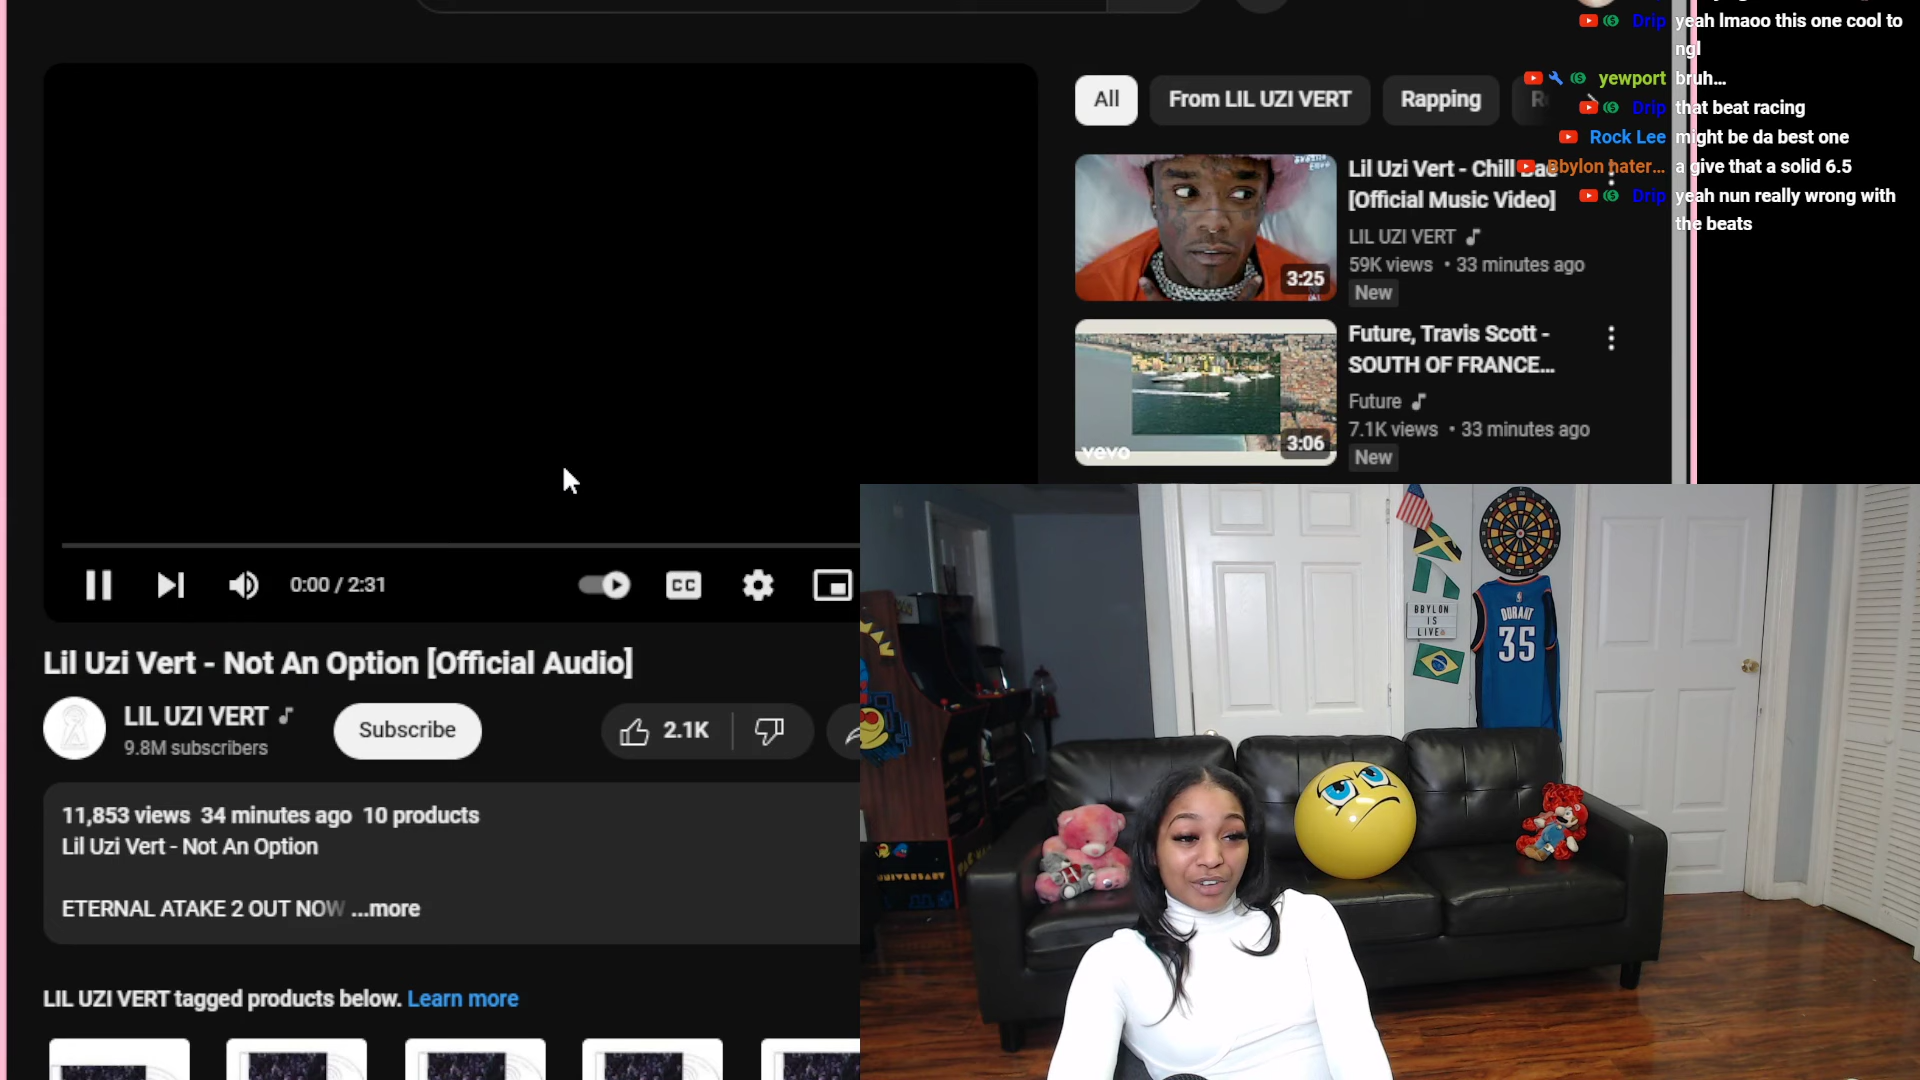 All
From LIL UZI VERT
Rapping
Lil Uzi Vert - Chill Bae
[Official Music Video]
LIL UZI VERT
59K views • 33 minutes ago
New
3:25
Future, Travis Scott -
SOUTH OF FRANCE...
Future
7.1K views • 33 minutes ago
New
3:06
vevo
Drip yeah lmaoo this one cool to
ngl
yewport bruh...
Drip that beat racing
Rock Lee might be da best one
Bbylon hater... a give that a solid 6.5
Drip yeah nun really wrong with
the beats
0:00 / 2:31
CC
Lil Uzi Vert - Not An Option [Official Audio]
LIL UZI VERT
9.8M subscribers
Subscribe
2.1K
11,853 views 34 minutes ago 10 products
Lil Uzi Vert - Not An Option
ETERNAL ATAKE 2 OUT NOW ...more
LIL UZI VERT tagged products below. Learn more
BBYLON
IS
LIVE
DURANT
35